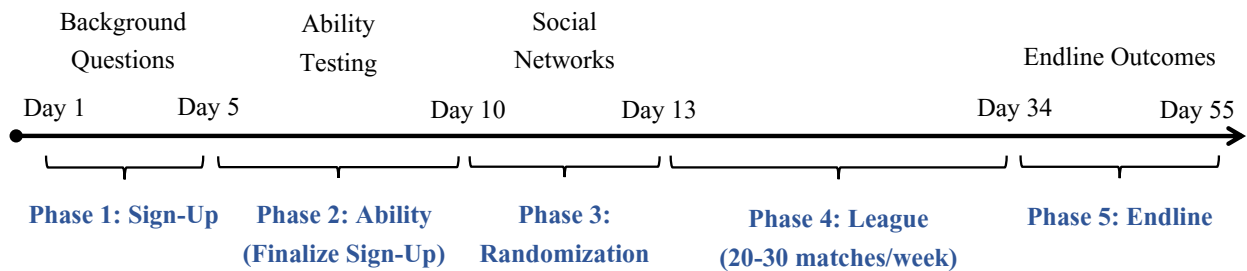 Background
Questions
Ability
Testing
Social
Networks
Endline Outcomes
Day 1
Day 5
Day 10
Day 13
Day 34
Day 55
Phase 1: Sign-Up
Phase 2: Ability
(Finalize Sign-Up)
Phase 3:
Randomization
Phase 4: League
(20-30 matches/week)
Phase 5: Endline